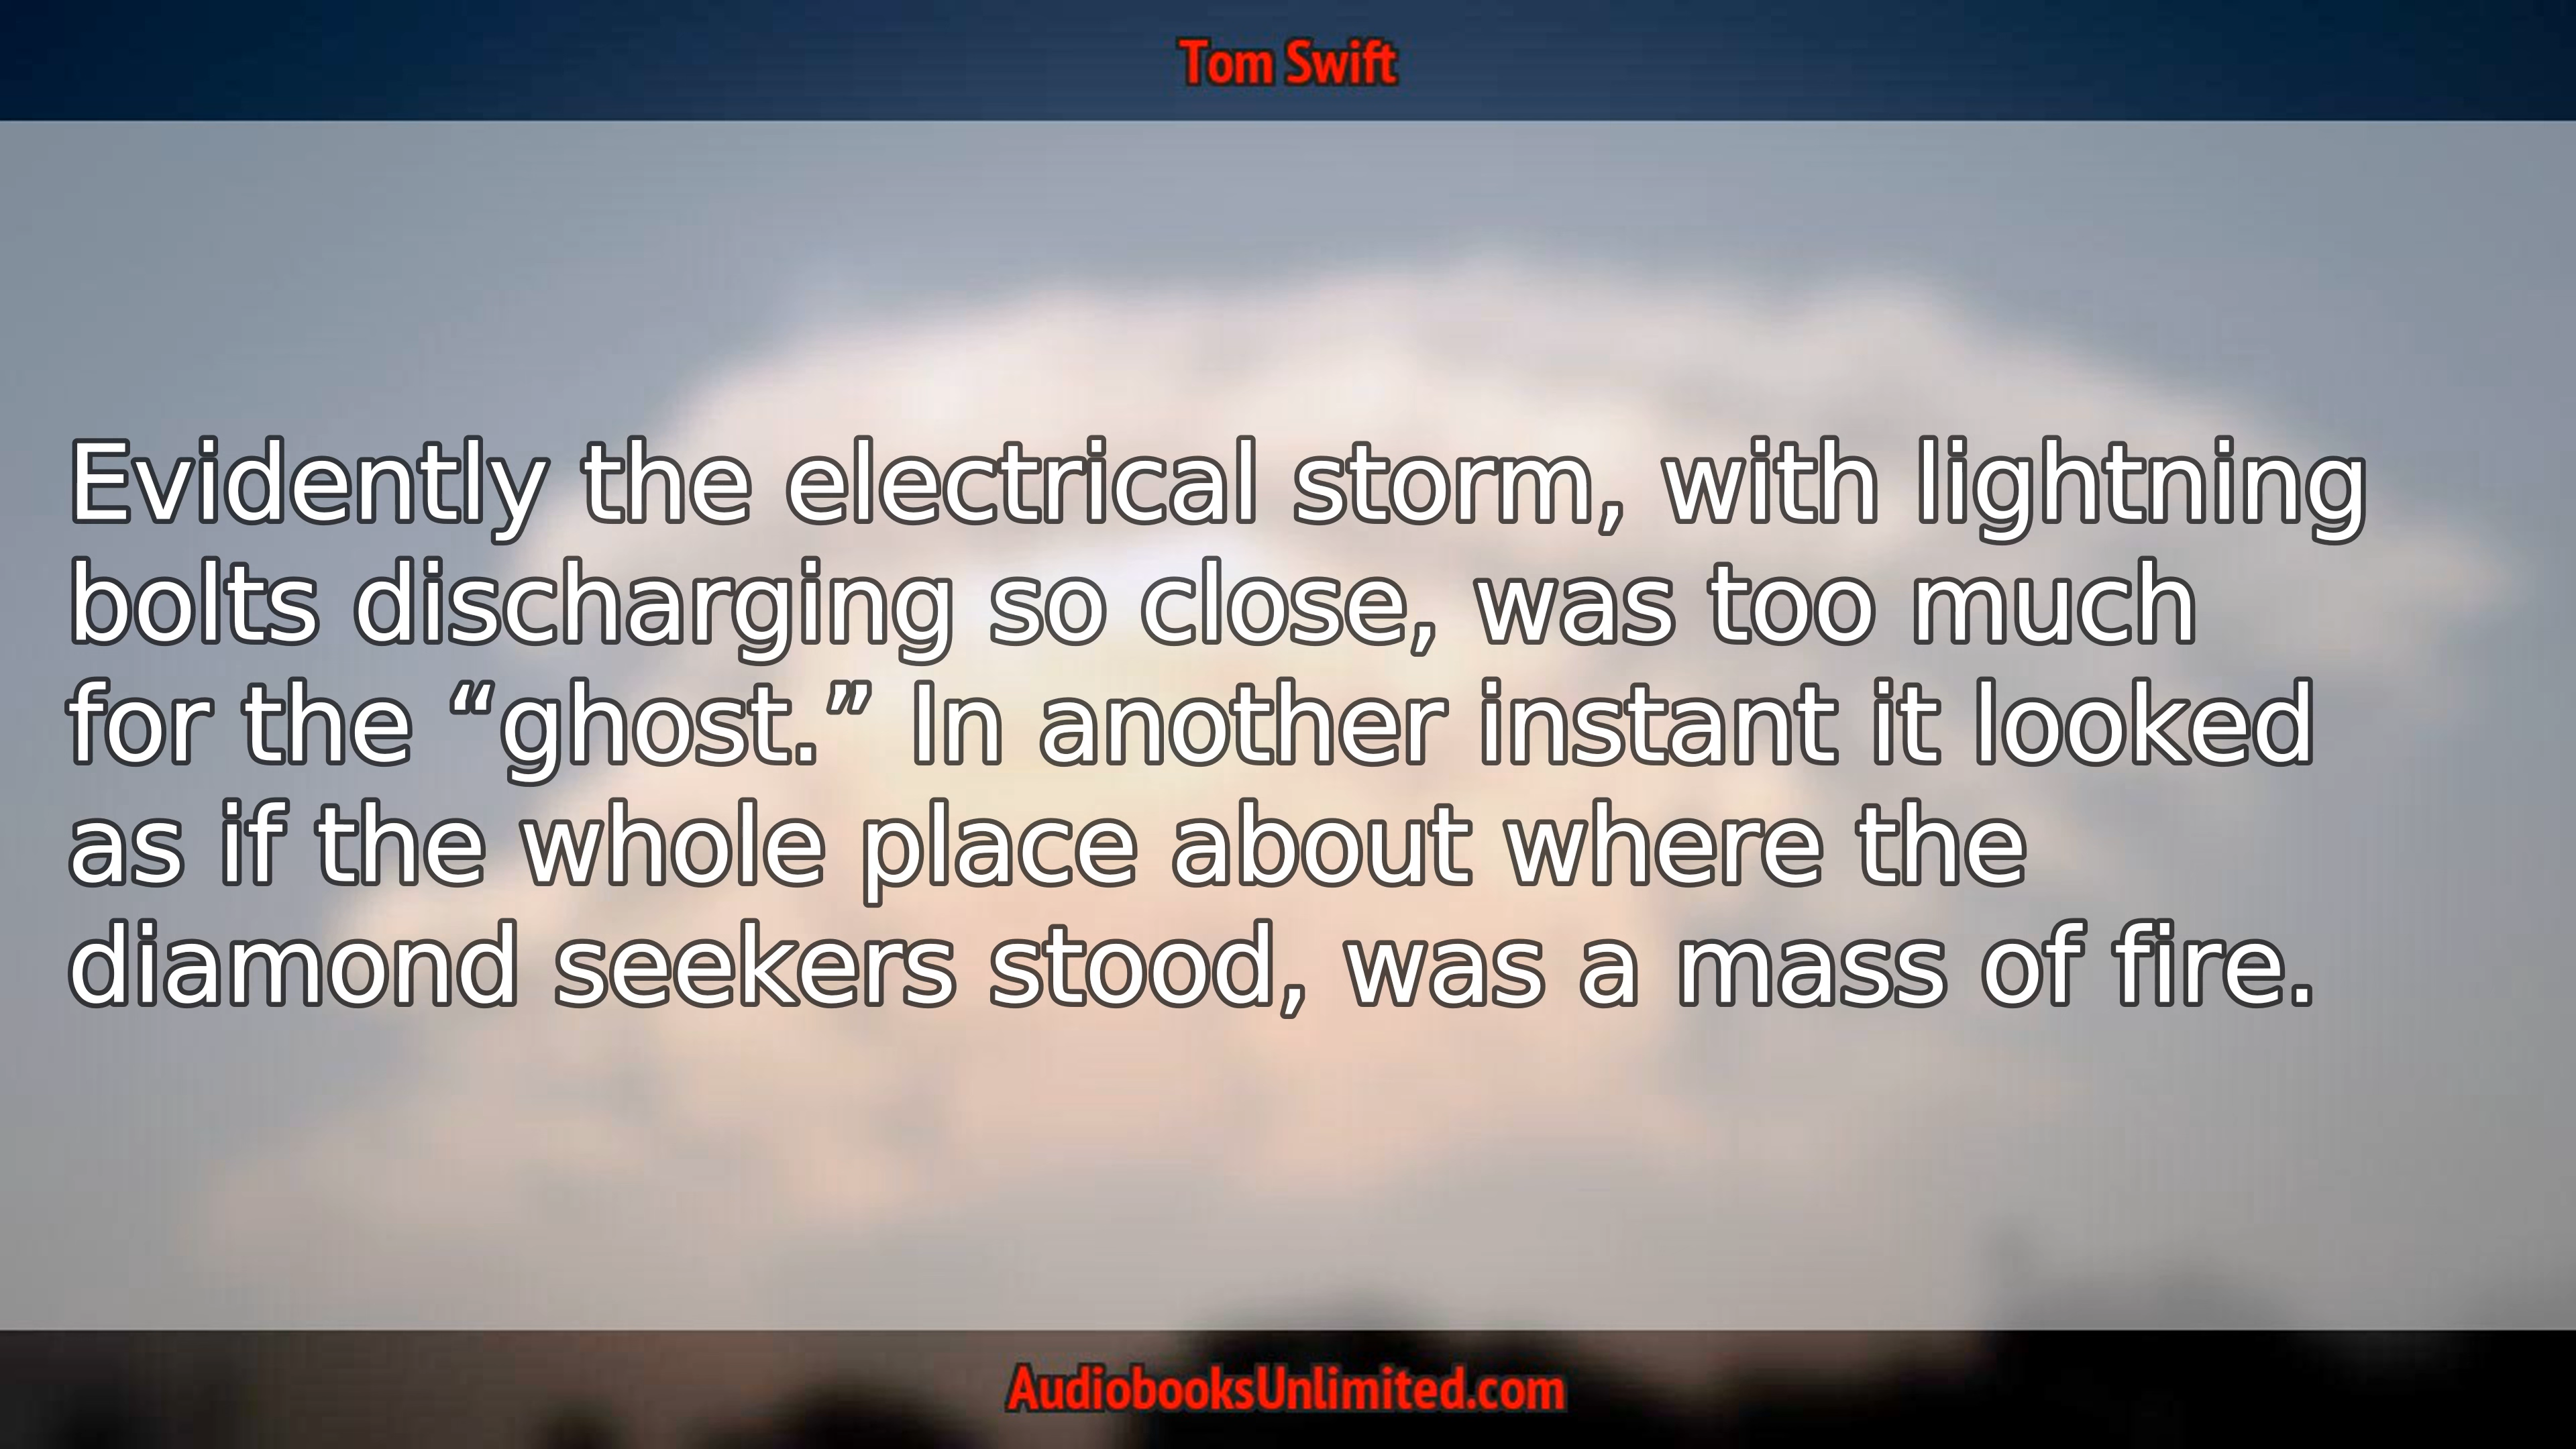 Tom Swift
Evidently the electrical storm, with lightning
bolts discharging so close, was too much
for the “ghost.” In another instant it looked
as if the whole place about where the
diamond seekers stood, was a mass of fire.
AudiobooksUnlimited.com